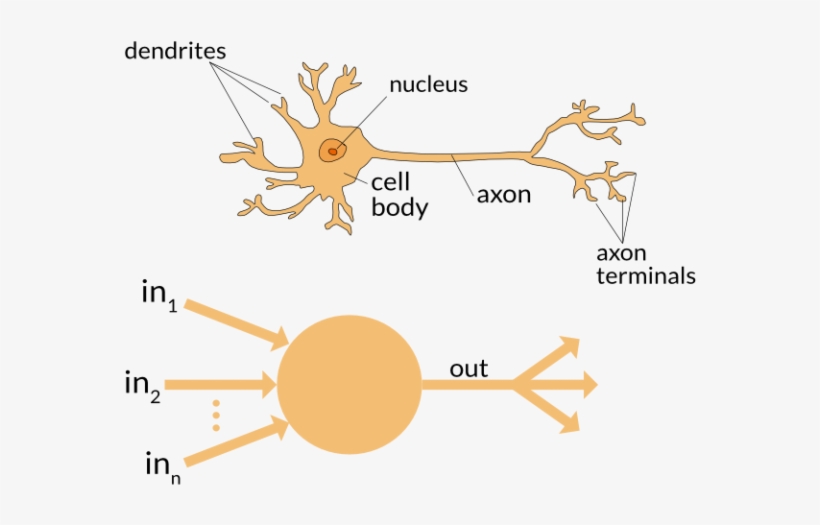 dendrites
nucleus
cell
body
axon
axon
terminals
in₁
in₂
inₙ
out